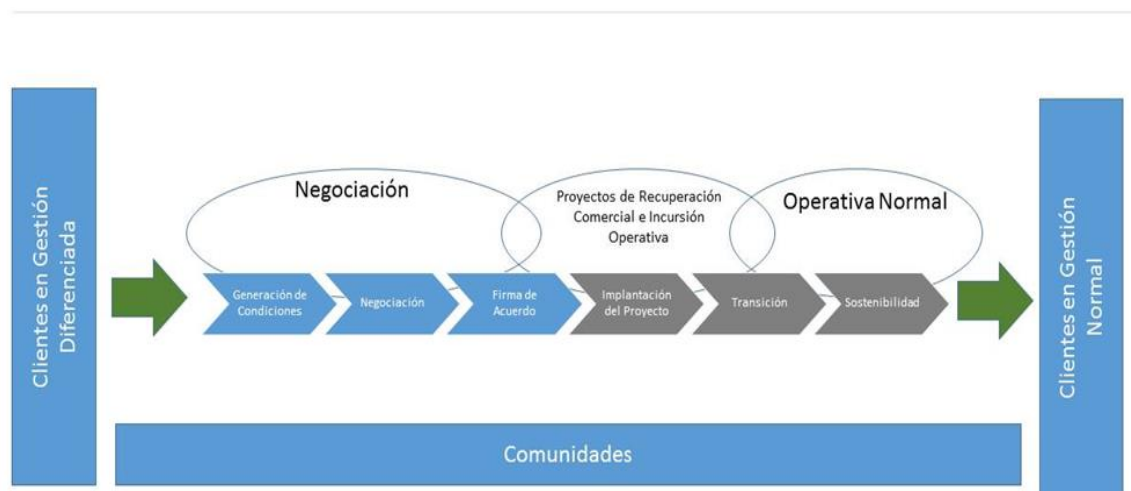 Clientes en Gestión
Diferenciada
Negociación
Proyectos de Recuperación
Comercial e Incursión
Operativa
Operativa Normal
Generación de
Condiciones
Negociación
Firma de
Acuerdo
Implantación
del Proyecto
Transición
Sostenibilidad
Clientes en Gestión
Normal
Comunidades